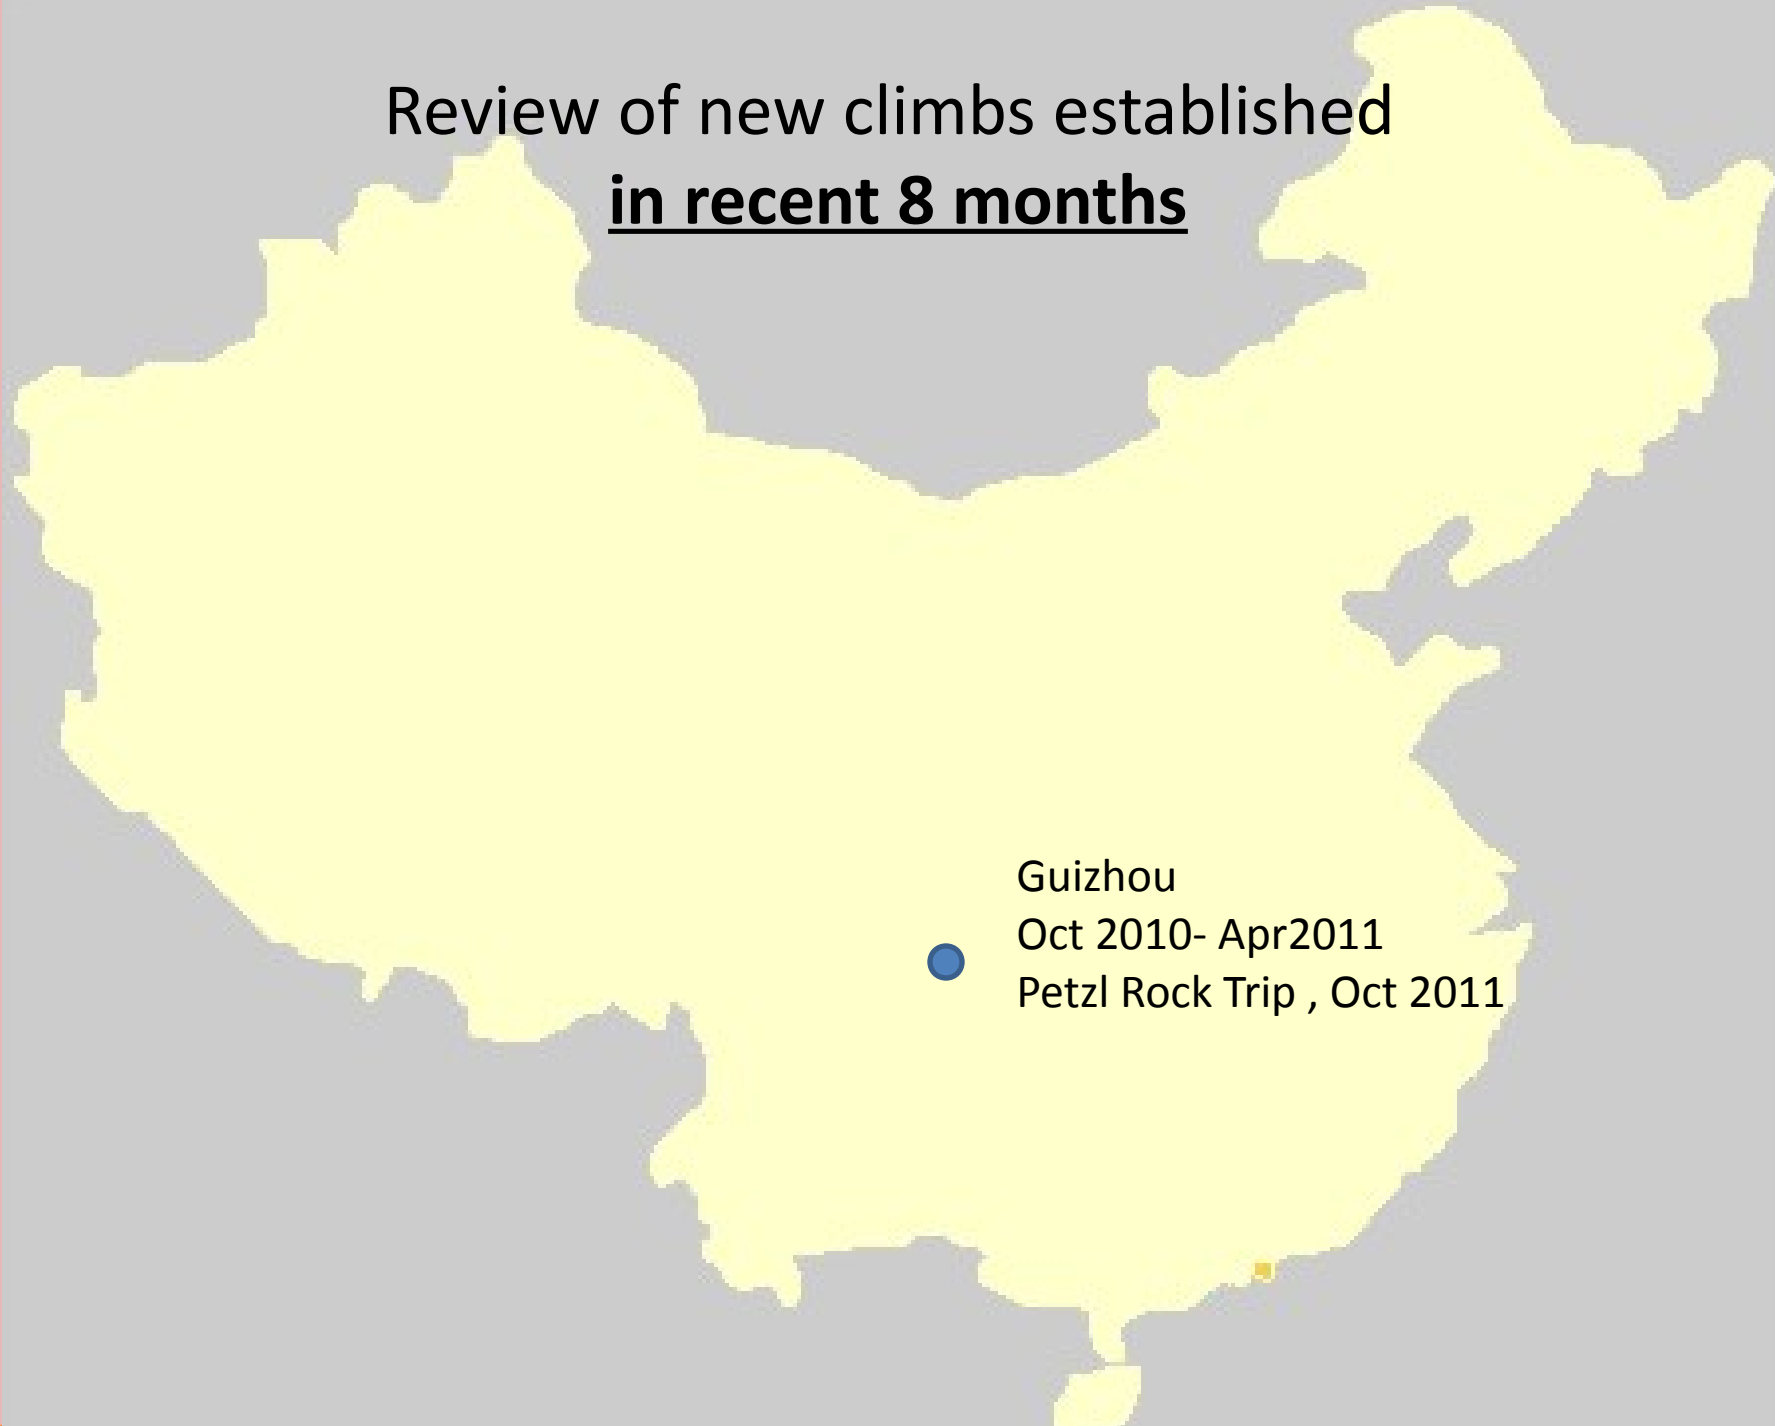 Review of new climbs established
in recent 8 months
Guizhou
Oct 2010- Apr2011
Petzl Rock Trip , Oct 2011